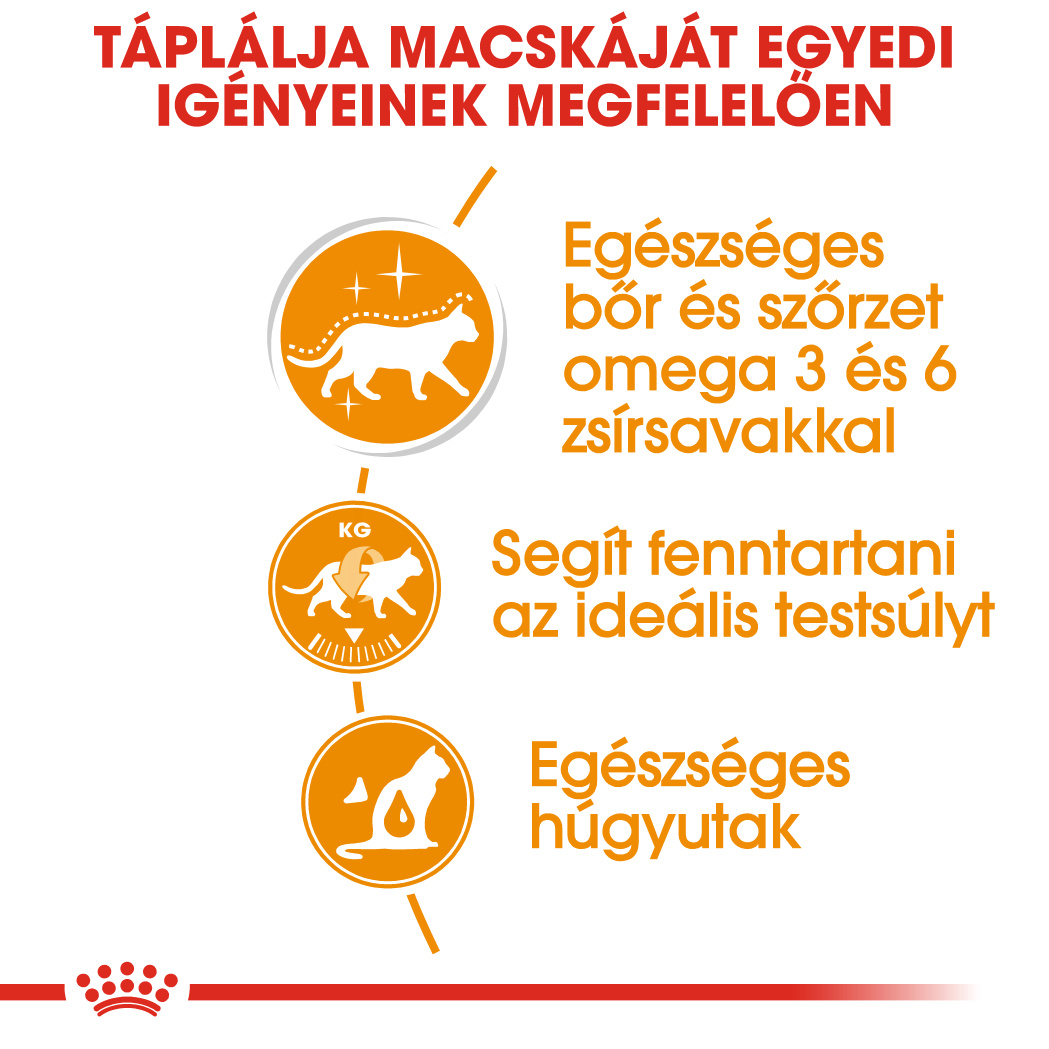 TÁPLÁLJA MACSKÁJÁT EGYEDI
IGÉNYEINEK MEGFELELŐEN
Egészséges
bőr és szőrzet
omega 3 és 6
zsírsavakkal
KG
Segít fenntartani
az ideális testsúlyt
Egészséges
húgyutak